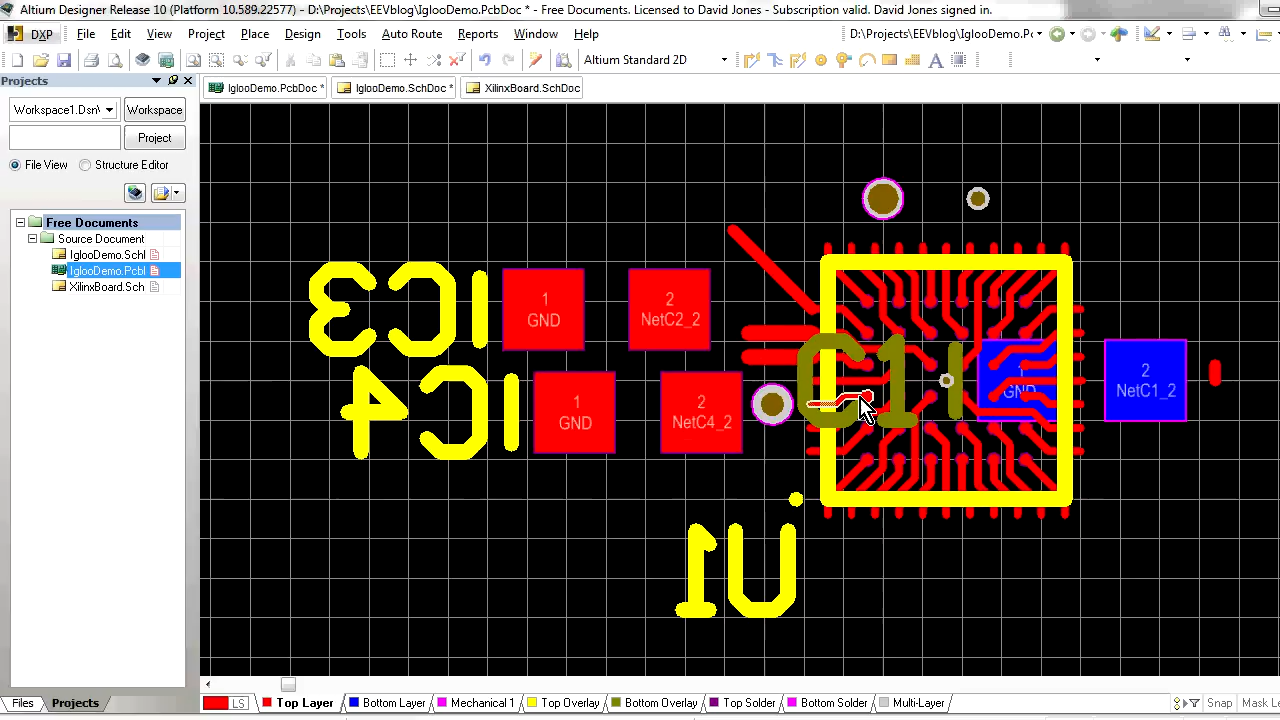 Altium Designer Release 10 (Platform 10.589.22577) - D:\Projects\EEVblog\IglooDemo.PcbDoc * - Free Documents. Licensed to David Jones - Subscription valid. David Jones signed in.
DXP File Edit View Project Place Design Tools Auto Route Reports Window Help D:\Projects\EEVblog\IglooDemo.Pc
Altium Standard 2D
Projects
IglooDemo.PcbDoc * IglooDemo.SchDoc * XilinxBoard.SchDoc
Workspace1.Dsn Workspace
Project
File View Structure Editor
Free Documents
Source Document
IglooDemo.Schl
IglooDemo.Pcbl
XilinxBoard.Sch
IC3
1
GND
2
NetC2_2
IC4
1
GND
2
NetC4_2
C1
1
GND
2
NetC1_2
U1
Files Projects
LS Top Layer Bottom Layer Mechanical 1 Top Overlay Bottom Overlay Top Solder Bottom Solder Multi-Layer Snap Mask L